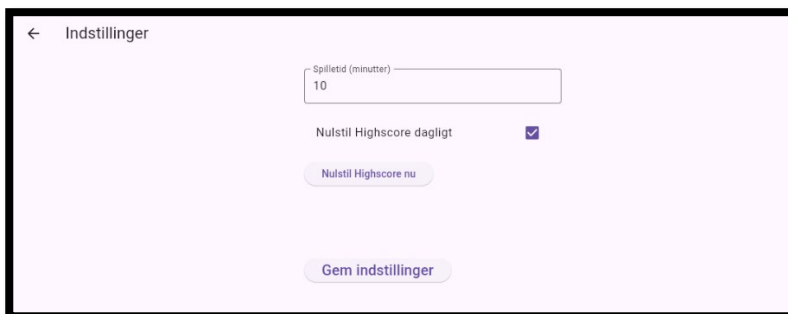 Indstillinger
Spilletid (minutter)
10
Nulstil Highscore dagligt
Nulstil Highscore nu
Gem indstillinger